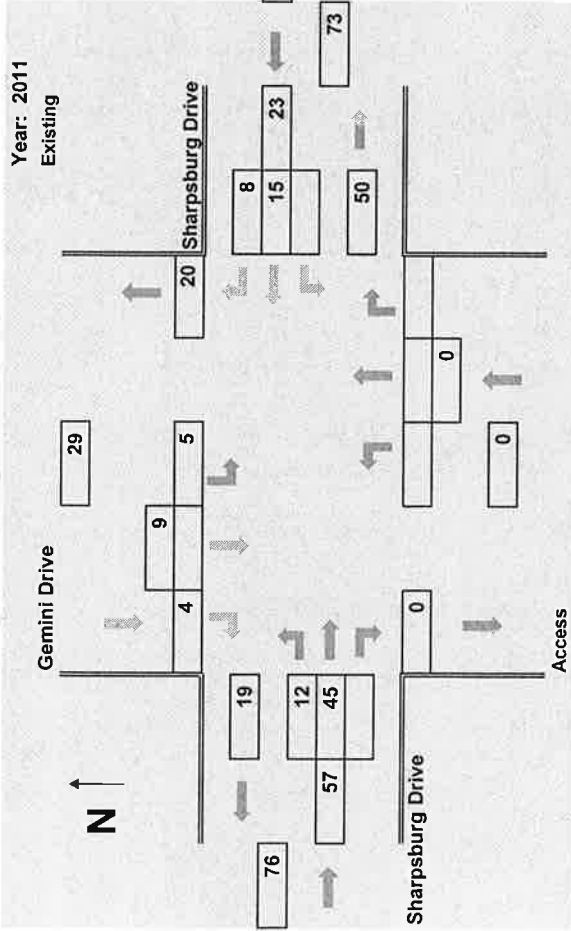 Year: 2011
Existing
Gemini Drive
29
N
9
4 5 20
Sharpsburg Drive
19
8
76
12
15 23
57 45
73
50
0
0
Sharpsburg Drive
0
Access